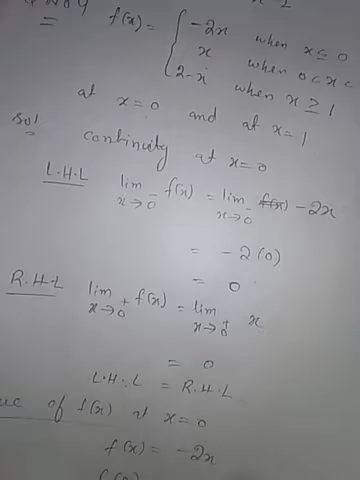 f(x) = { -2x when x ≤ 0
x when 0 < x <
2-x when x ≥ 1
at x=0 and at x=1
Sol
continuity at x=0
L.H.L lim x→0⁻ f(x) = lim x→0⁻ f(x) -2x
= -2(0)
= 0
R.H.L lim x→0⁺ f(x) = lim x→0⁺ x
= 0
L.H.L = R.H.L
of f(x) at x=0
f(x) = -2x